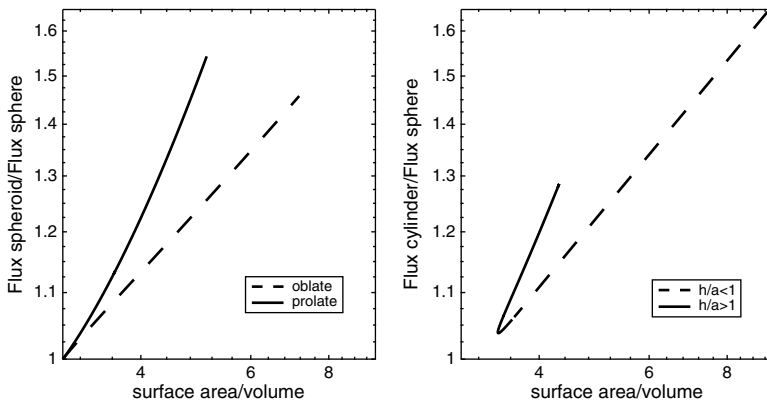 Flux spheroid/Flux sphere
1.6
1.5
1.4
1.3
1.2
1.1
1
4
6
8
surface area/volume
oblate
prolate
Flux cylinder/Flux sphere
1.6
1.5
1.4
1.3
1.2
1.1
1
4
6
8
surface area/volume
h/a<1
h/a>1